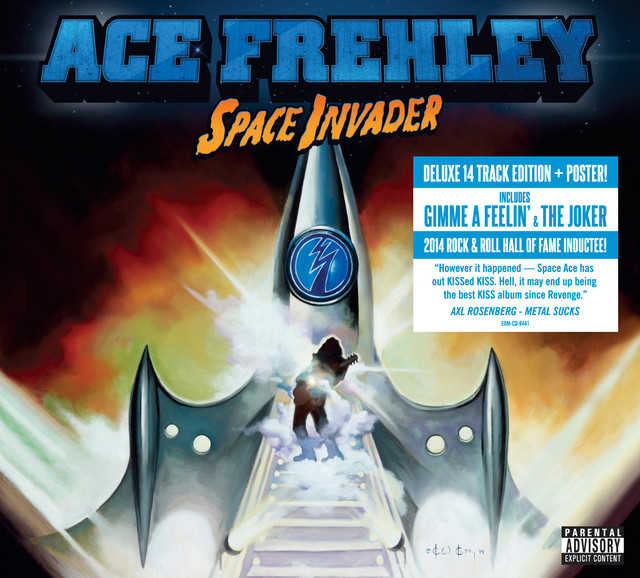 ACE FREHLEY
SPACE INVADER
DELUXE 14 TRACK EDITION + POSTER!
INCLUDES
GIMME A FEELIN' & THE JOKER
2014 ROCK & ROLL HALL OF FAME INDUCTEE!
"However it happened — Space Ace has
out KISSed KISS. Hell, it may end up being
the best KISS album since Revenge."
AXL ROSENBERG - METAL SUCKS
EOM-CD-9441
PARENTAL
ADVISORY
EXPLICIT CONTENT